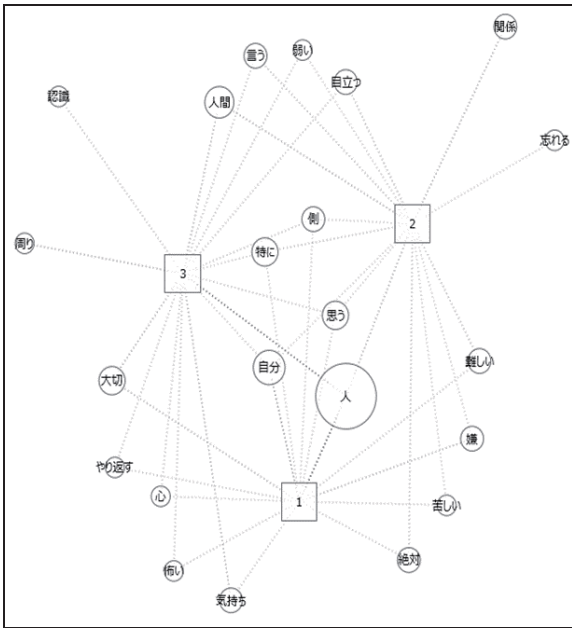 関係
言う
弱い
目立つ
認識
人間
忘れる
側
2
周り
特に
3
思う
難しい
自分
大切
人
嫌
やり返す
心
1
苦しい
絶対
怖い
気持ち